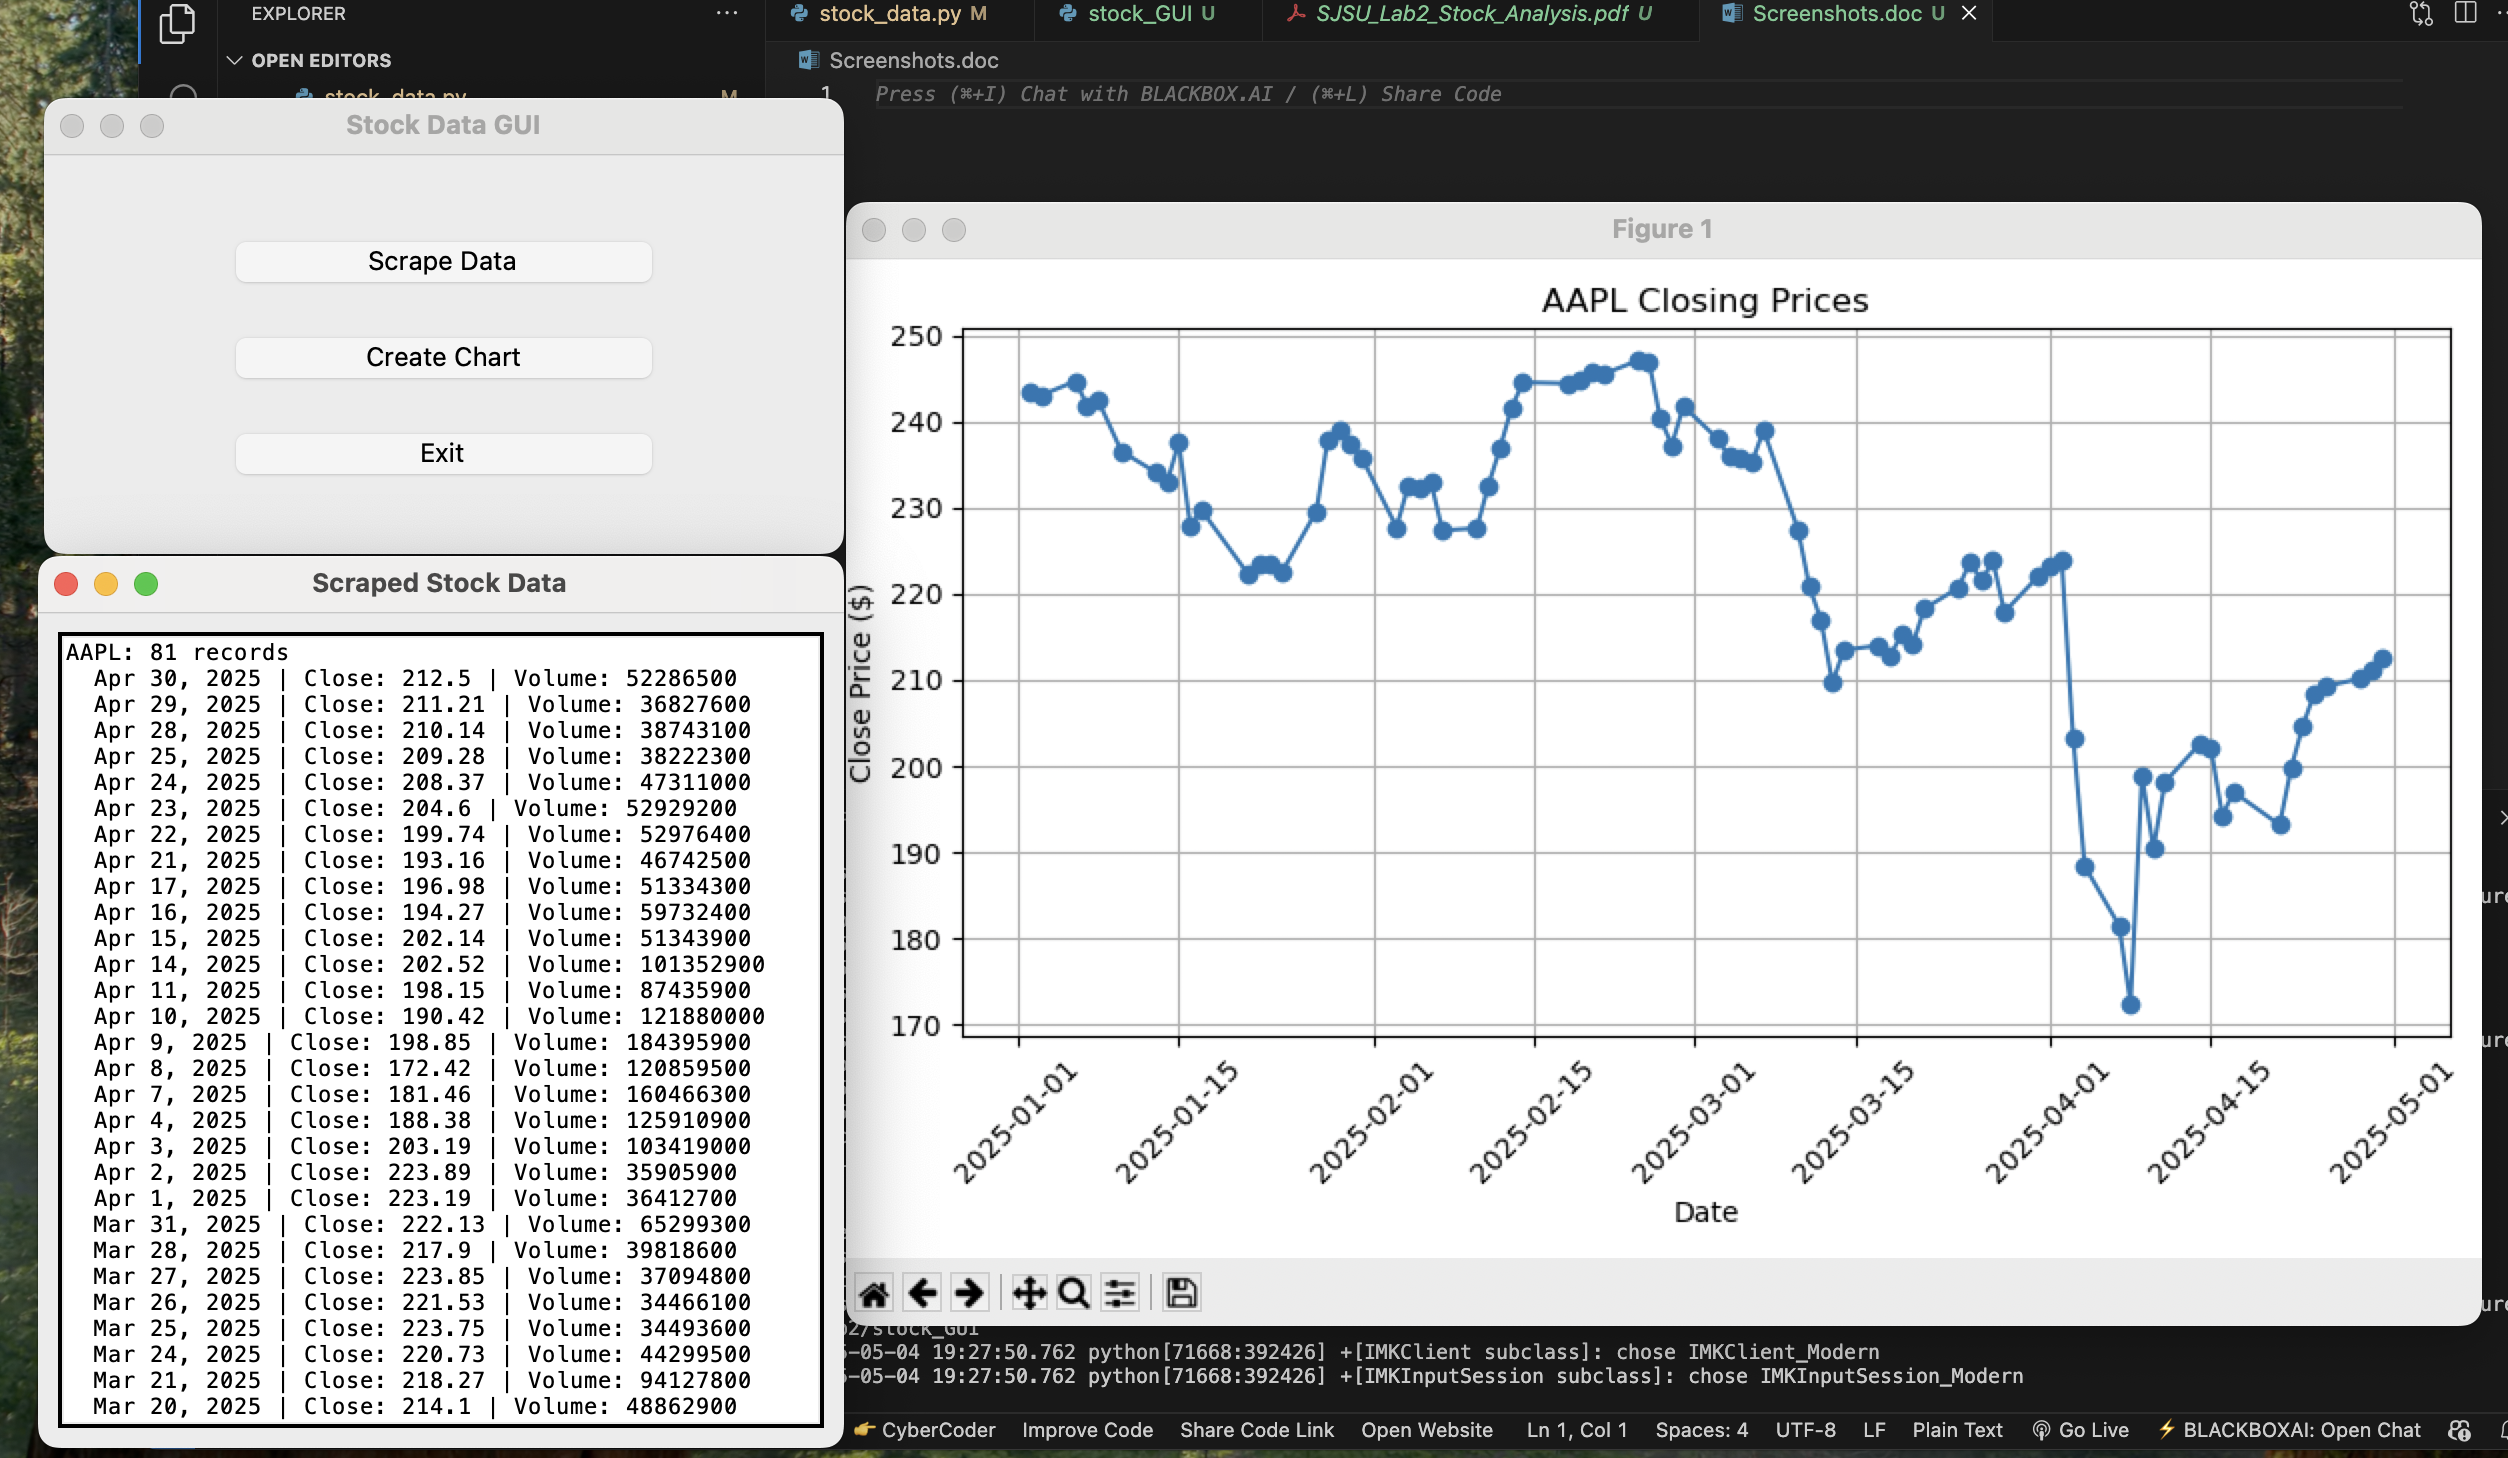 EXPLORER
OPEN EDITORS
stock_data.py M
stock_data.py M
stock_GUI U
SJSU_Lab2_Stock_Analysis.pdf U
Screenshots.doc U
Screenshots.doc
1 Press (⌘+I) Chat with BLACKBOX.AI / (⌘+L) Share Code
Stock Data GUI
Scrape Data
Create Chart
Exit
Scraped Stock Data
AAPL: 81 records
Apr 30, 2025 | Close: 212.5 | Volume: 52286500
Apr 29, 2025 | Close: 211.21 | Volume: 36827600
Apr 28, 2025 | Close: 210.14 | Volume: 38743100
Apr 25, 2025 | Close: 209.28 | Volume: 38222300
Apr 24, 2025 | Close: 208.37 | Volume: 47311000
Apr 23, 2025 | Close: 204.6 | Volume: 52929200
Apr 22, 2025 | Close: 199.74 | Volume: 52976400
Apr 21, 2025 | Close: 193.16 | Volume: 46742500
Apr 17, 2025 | Close: 196.98 | Volume: 51334300
Apr 16, 2025 | Close: 194.27 | Volume: 59732400
Apr 15, 2025 | Close: 202.14 | Volume: 51343900
Apr 14, 2025 | Close: 202.52 | Volume: 101352900
Apr 11, 2025 | Close: 198.15 | Volume: 87435900
Apr 10, 2025 | Close: 190.42 | Volume: 121880000
Apr 9, 2025 | Close: 198.85 | Volume: 184395900
Apr 8, 2025 | Close: 172.42 | Volume: 120859500
Apr 7, 2025 | Close: 181.46 | Volume: 160466300
Apr 4, 2025 | Close: 188.38 | Volume: 125910900
Apr 3, 2025 | Close: 203.19 | Volume: 103419000
Apr 2, 2025 | Close: 223.89 | Volume: 35905900
Apr 1, 2025 | Close: 223.19 | Volume: 36412700
Mar 31, 2025 | Close: 222.13 | Volume: 65299300
Mar 28, 2025 | Close: 217.9 | Volume: 39818600
Mar 27, 2025 | Close: 223.85 | Volume: 37094800
Mar 26, 2025 | Close: 221.53 | Volume: 34466100
Mar 25, 2025 | Close: 223.75 | Volume: 34493600
Mar 24, 2025 | Close: 220.73 | Volume: 44299500
Mar 21, 2025 | Close: 218.27 | Volume: 94127800
Mar 20, 2025 | Close: 214.1 | Volume: 48862900
Figure 1
AAPL Closing Prices
250
240
230
220
210
200
190
180
170
Close Price ($)
2025-01-01
2025-01-15
2025-02-01
2025-02-15
2025-03-01
2025-03-15
2025-04-01
2025-04-15
2025-05-01
Date
2/stock_GUI
-05-04 19:27:50.762 python[71668:392426] +[IMKClient subclass]: chose IMKClient_Modern
-05-04 19:27:50.762 python[71668:392426] +[IMKInputSession subclass]: chose IMKInputSession_Modern
CyberCoder Improve Code Share Code Link Open Website Ln 1, Col 1 Spaces: 4 UTF-8 LF Plain Text Go Live BLACKBOXAI: Open Chat